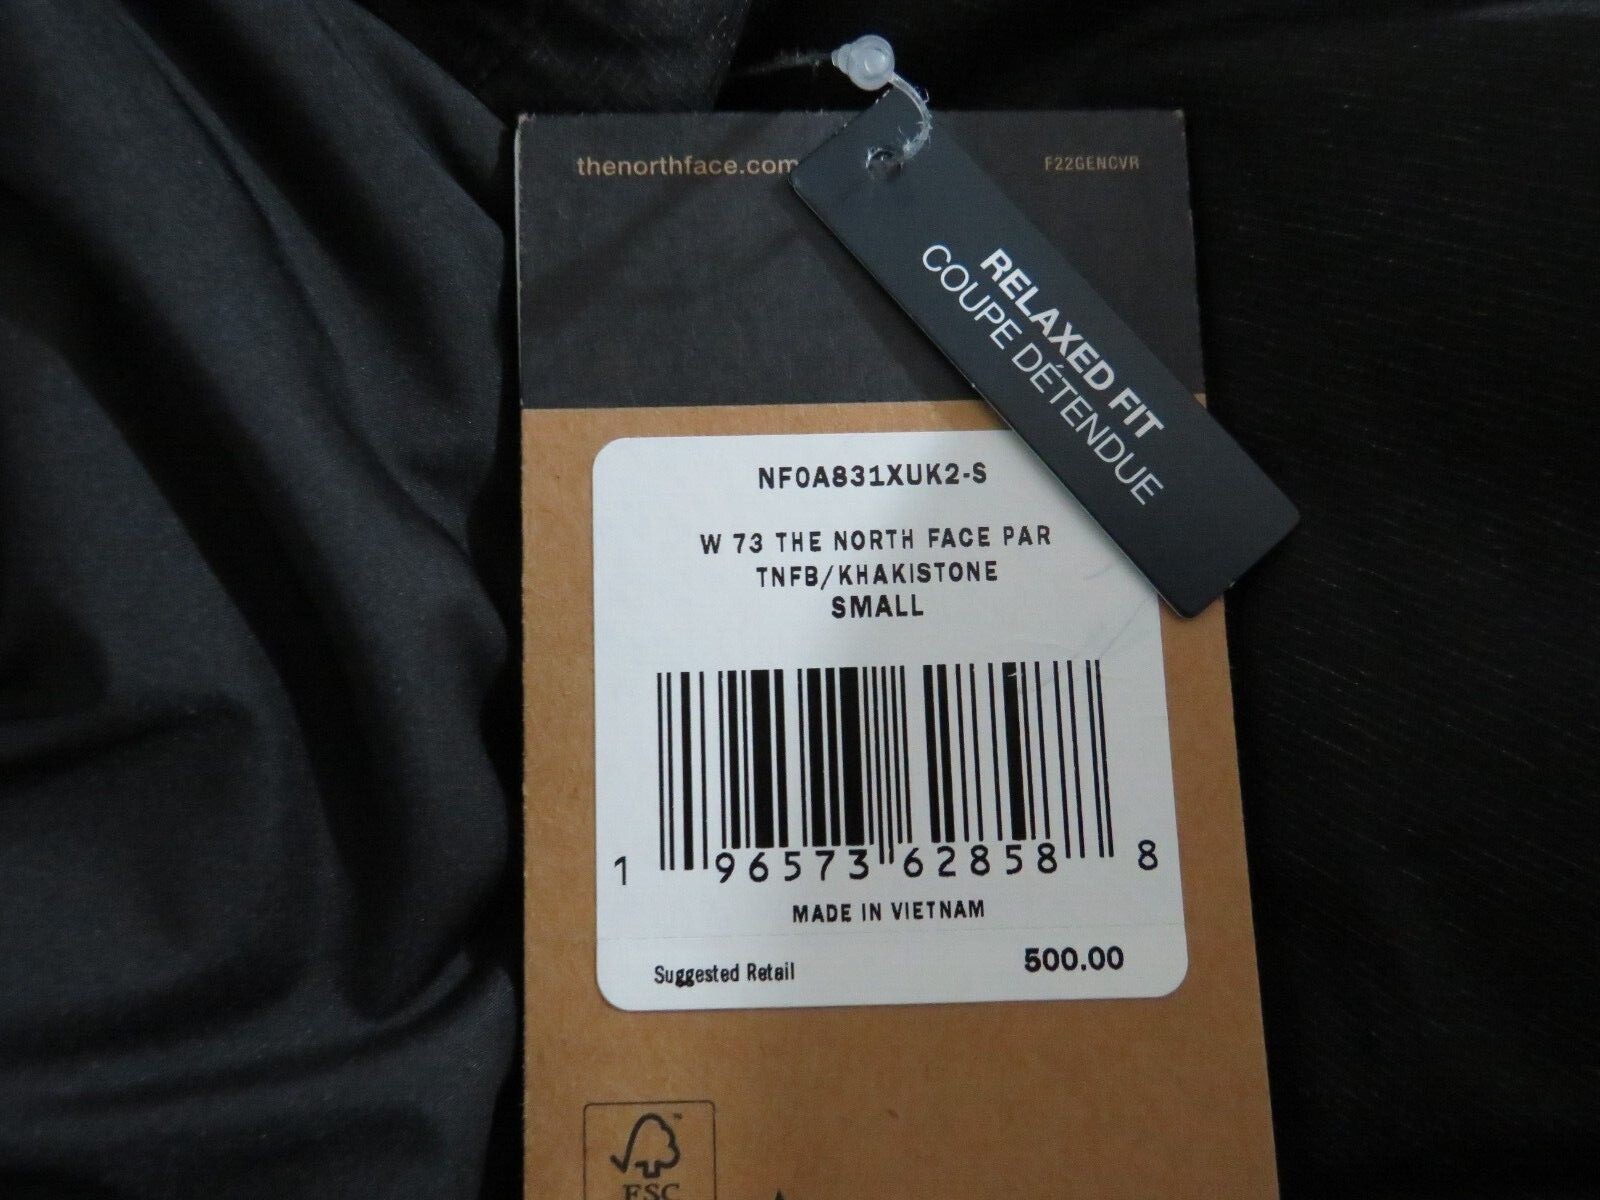 thenorthface.com
F22GENCVR
RELAXED FIT
COUPE DÉTENDUE
NF0A831XUK2-S
W 73 THE NORTH FACE PAR
TNFB/KHAKISTONE
SMALL
1 96573 62858 8
MADE IN VIETNAM
Suggested Retail 500.00
FSC